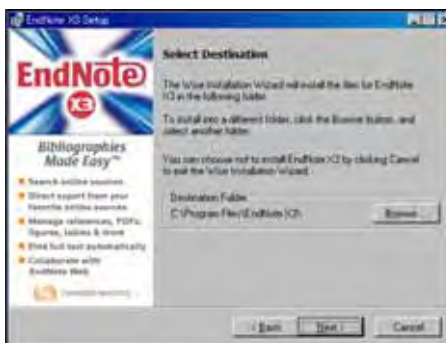 EndNote X3 Setup
EndNote
X3
Bibliographies
Made Easy™
Search online sources
Direct export from your
favorite online sources
Manage references, PDFs,
figures, tables & more
Find full text automatically
Collaborate with
EndNote Web
Select Destination
The Wise Installation Wizard will install the files for EndNote
X3 in the following folder.
To install into a different folder, click the Browse button, and
select another folder.
You can choose not to install EndNote X3 by clicking Cancel
to exit the Wise Installation Wizard.
Destination Folder
C:\Program Files\EndNote X3\
Browse...
< Back
Next >
Cancel